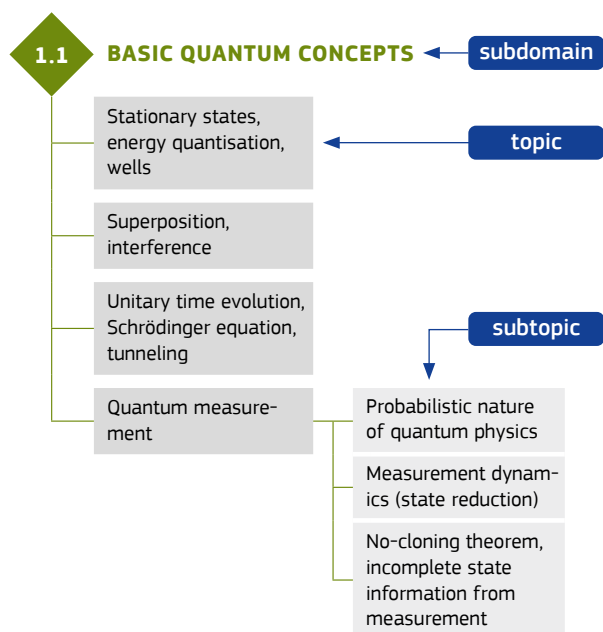 1.1
BASIC QUANTUM CONCEPTS
subdomain
Stationary states,
energy quantisation,
wells
topic
Superposition,
interference
Unitary time evolution,
Schrödinger equation,
tunneling
subtopic
Quantum measure-
ment
Probabilistic nature
of quantum physics
Measurement dynam-
ics (state reduction)
No-cloning theorem,
incomplete state
information from
measurement